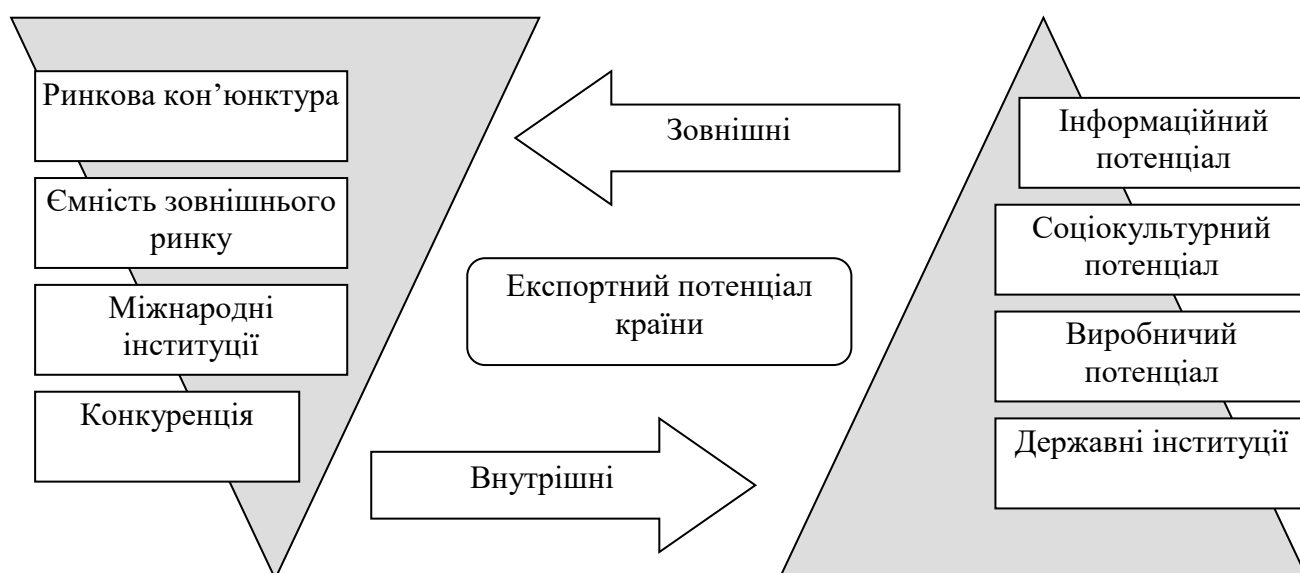 Ринкова кон’юнктура
Ємність зовнішнього
ринку
Міжнародні
інституції
Конкуренція
Зовнішні
Експортний потенціал
країни
Внутрішні
Інформаційний
потенціал
Соціокультурний
потенціал
Виробничий
потенціал
Державні інституції